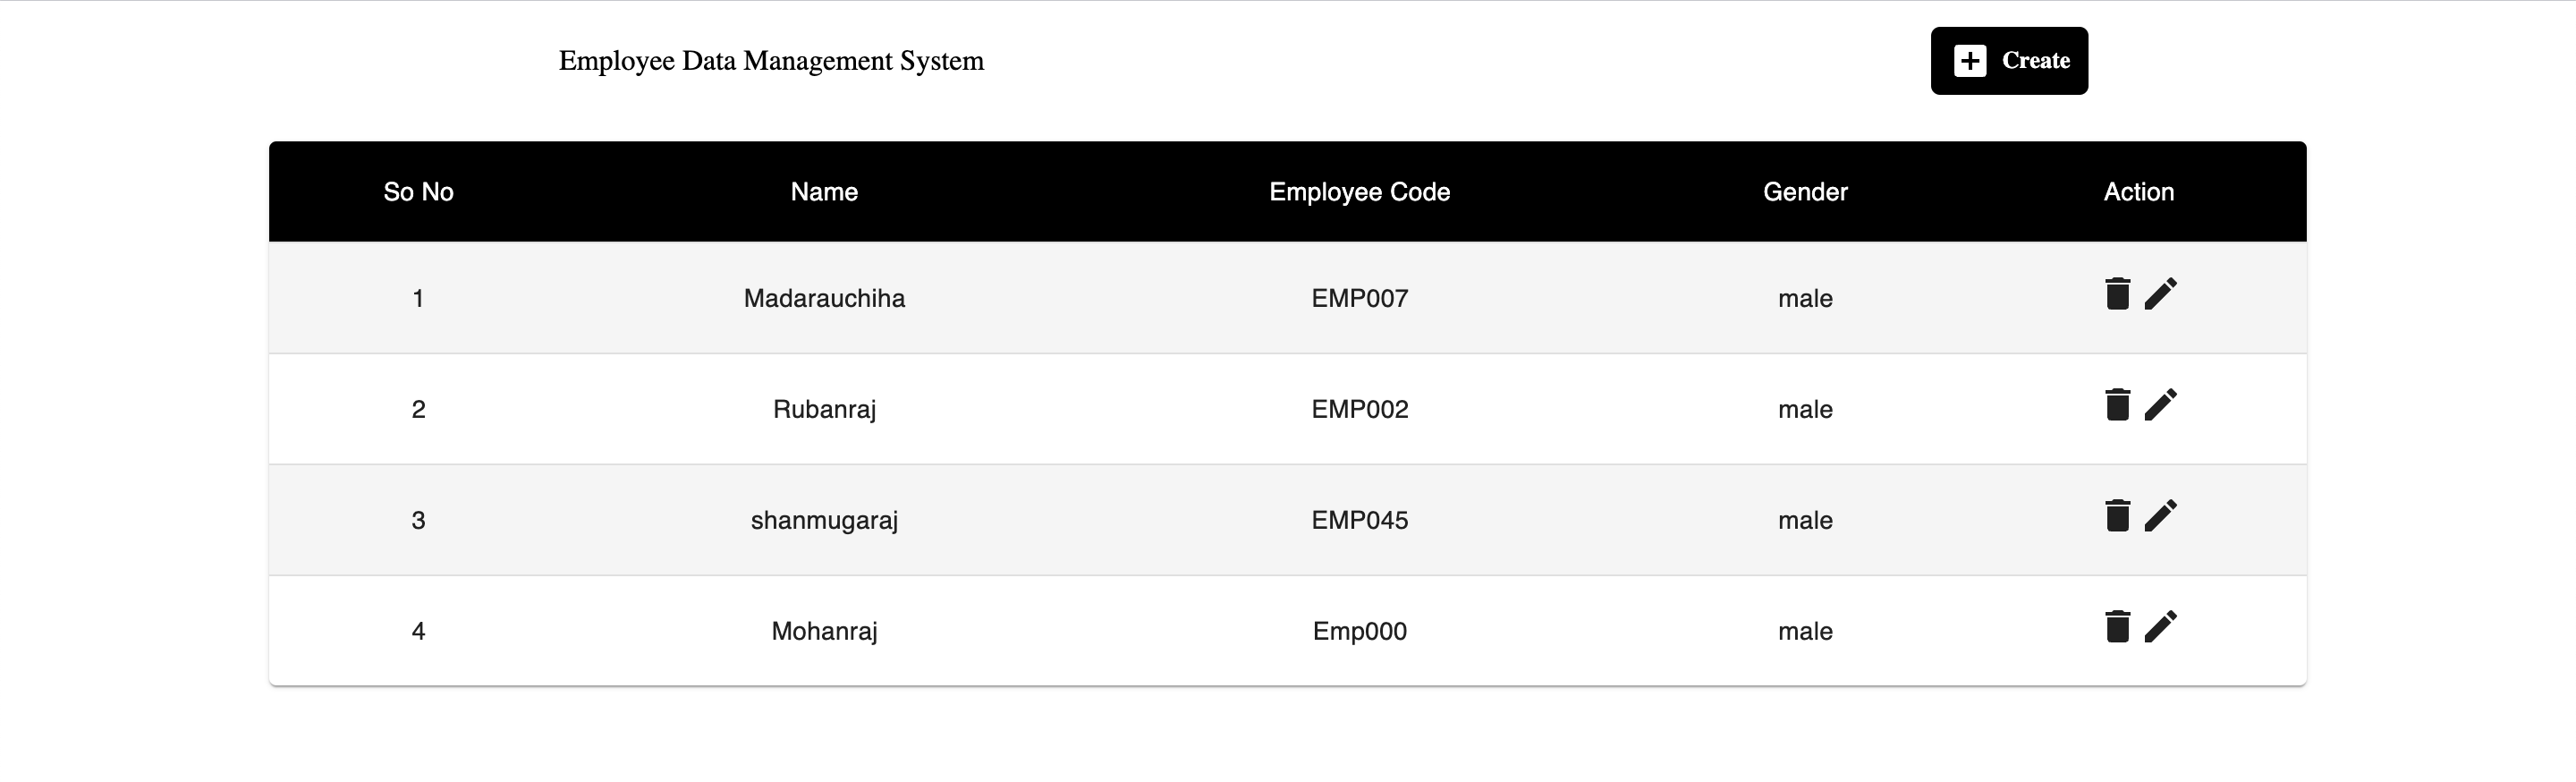 Employee Data Management System
Create
So No Name Employee Code Gender Action
1 Madarauchiha EMP007 male
2 Rubanraj EMP002 male
3 shanmugaraj EMP045 male
4 Mohanraj Emp000 male